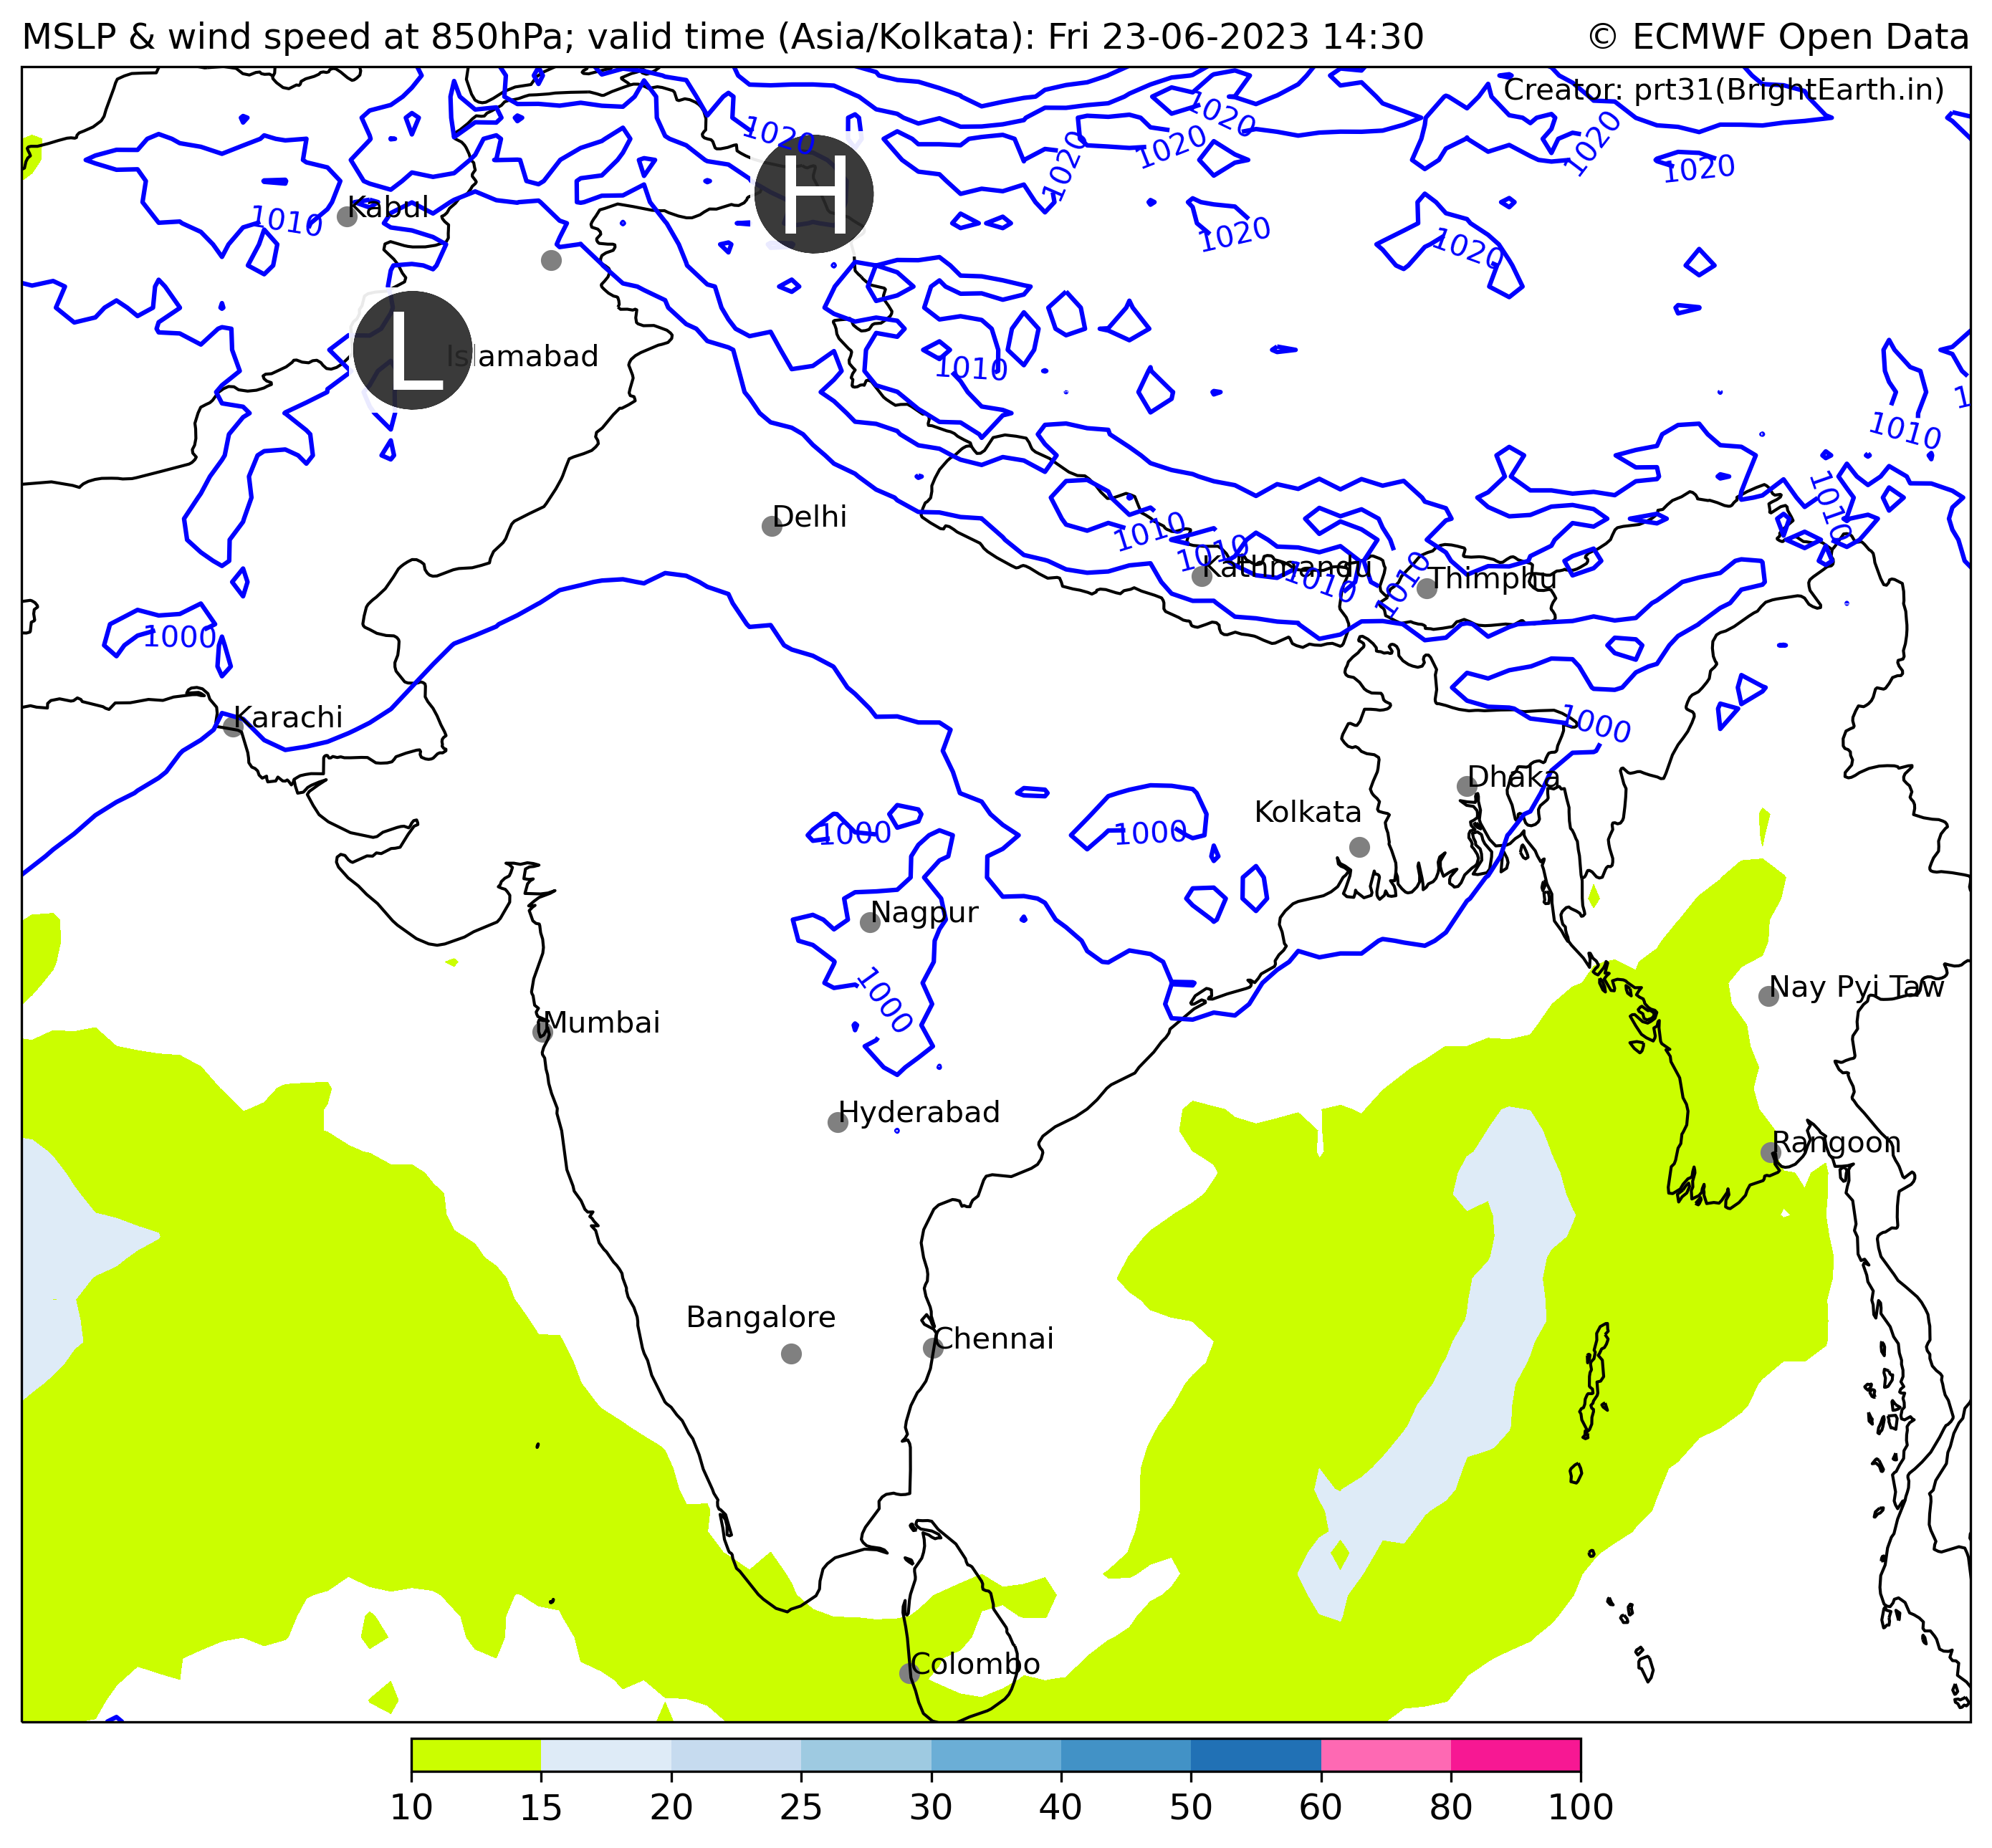 MSLP & wind speed at 850hPa; valid time (Asia/Kolkata): Fri 23-06-2023 14:30
© ECMWF Open Data
Creator: prt31(BrightEarth.in)
1020
1020
1020
1020
1020
1020
1020
1020
H
Kabul
1010
L
Islamabad
1010
1010
1
Delhi
1010
1010
1010
1010
1010
Kathmandu
Thimphu
1000
Karachi
1000
Dhaka
Kolkata
1000
1000
Nagpur
1000
Nay Pyi Taw
Mumbai
Hyderabad
Rangoon
Bangalore
Chennai
Colombo
10 15 20 25 30 40 50 60 80 100